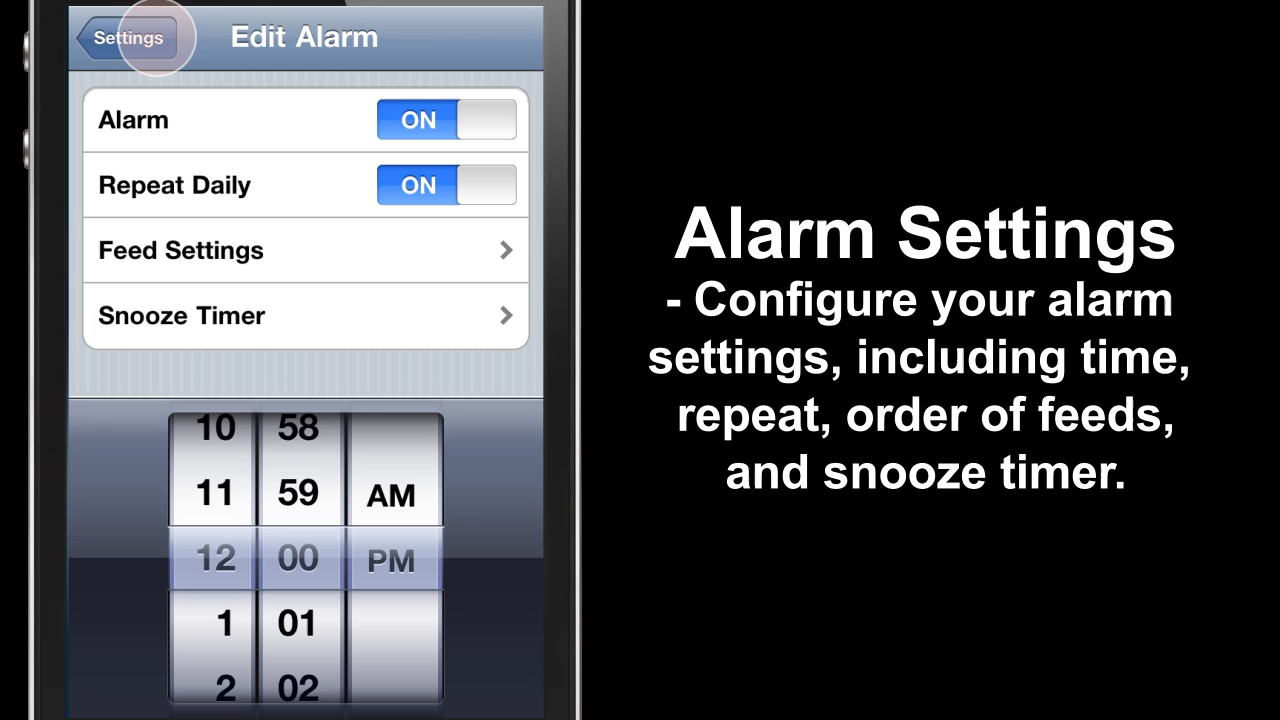 Settings
Edit Alarm
Alarm ON
Repeat Daily ON
Feed Settings
Snooze Timer
10 58
11 59 AM
12 00 PM
1 01
2 02
Alarm Settings
- Configure your alarm
settings, including time,
repeat, order of feeds,
and snooze timer.